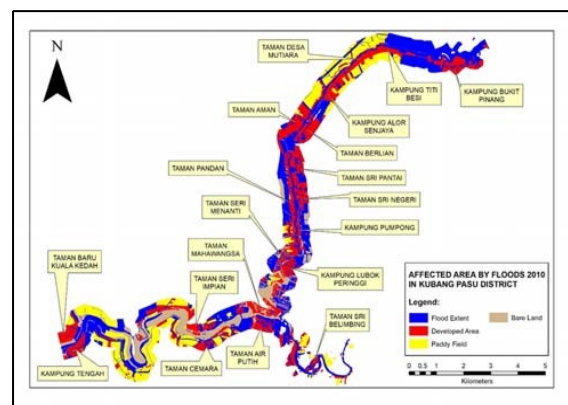 N
TAMAN DESA
MUTIARA
KAMPUNG TITI
BESI
KAMPUNG BUKIT
PINANG
TAMAN AMAN
KAMPUNG ALOR
SENJAYA
TAMAN BERLIAN
TAMAN PANDAN
TAMAN SRI PANTAI
TAMAN SERI
MENANTI
TAMAN SRI NEGERI
KAMPUNG PUMPONG
TAMAN
MAHAWANGSA
KAMPUNG LUBOK
PERINGGI
TAMAN BARU
KUALA KEDAH
TAMAN SERI
IMPIAN
TAMAN SRI
BELIMBING
KAMPUNG TENGAH
TAMAN CEMARA
TAMAN AIR
PUTIH
AFFECTED AREA BY FLOODS 2010
IN KUBANG PASU DISTRICT
Legend:
Flood Extent
Bare Land
Developed Area
Paddy Field
0 0.5 1 2 3 4 5
Kilometers